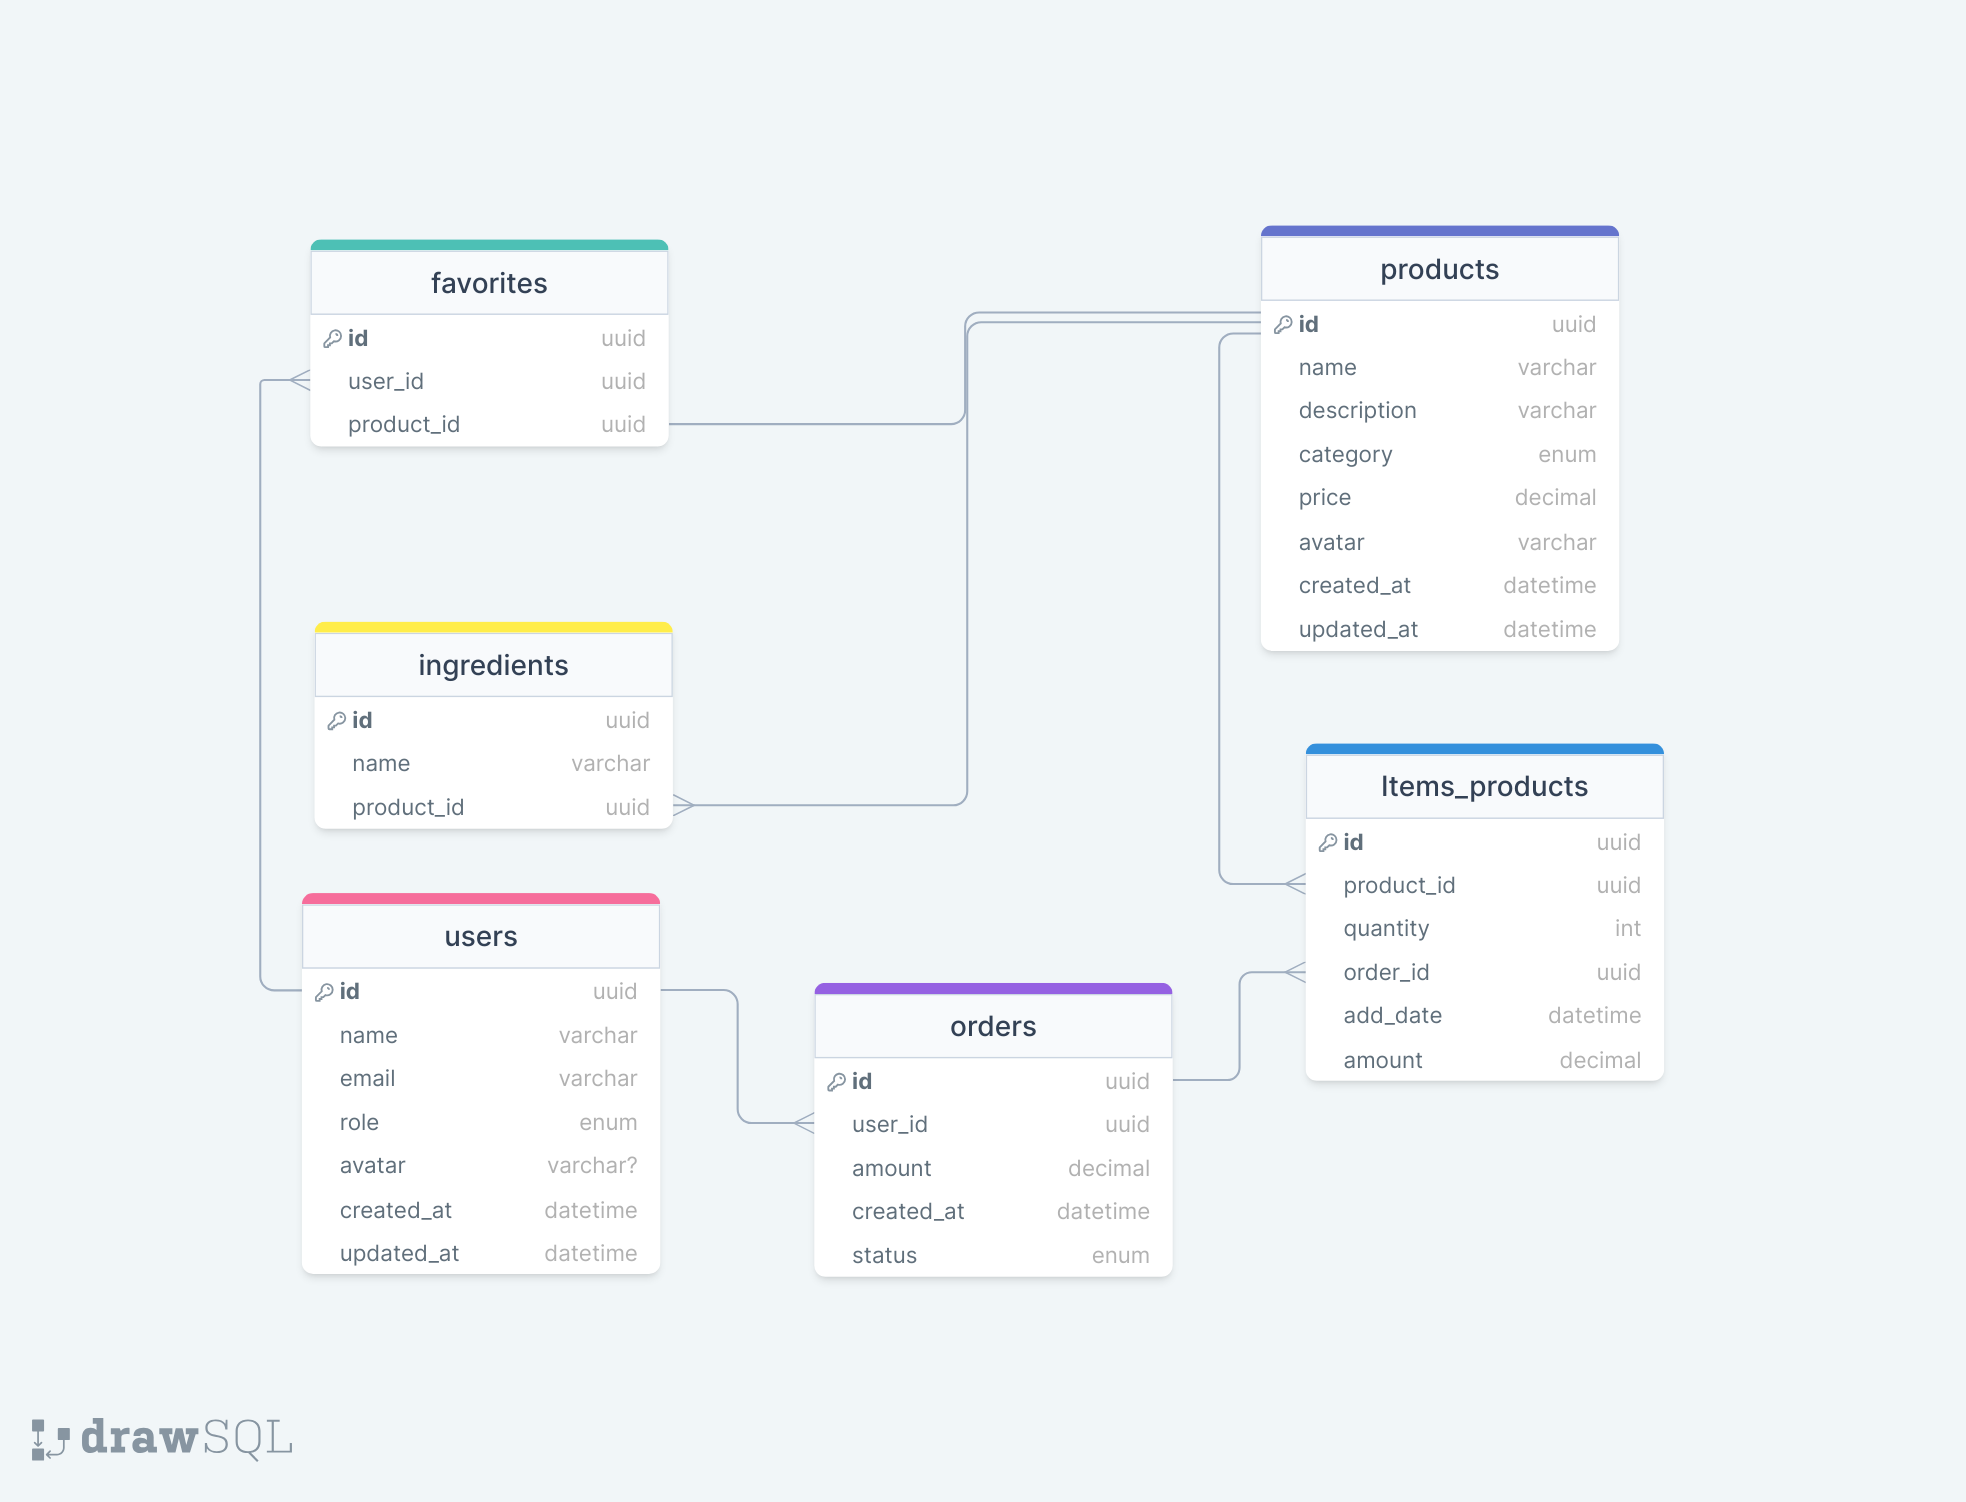 favorites
id uuid
user_id uuid
product_id uuid
products
id uuid
name varchar
description varchar
category enum
price decimal
avatar varchar
created_at datetime
updated_at datetime
ingredients
id uuid
name varchar
product_id uuid
Items_products
id uuid
product_id uuid
quantity int
order_id uuid
add_date datetime
amount decimal
users
id uuid
name varchar
email varchar
role enum
avatar varchar?
created_at datetime
updated_at datetime
orders
id uuid
user_id uuid
amount decimal
created_at datetime
status enum
drawSQL